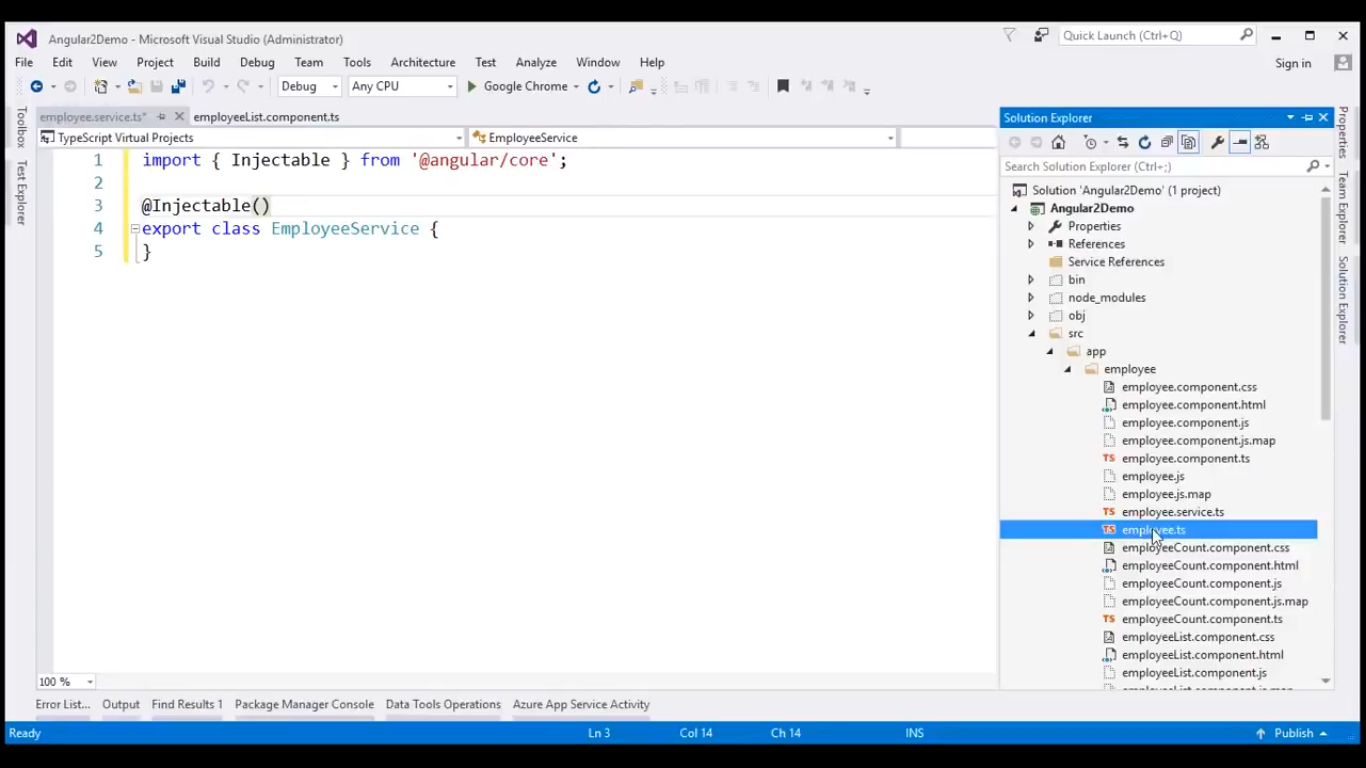 Angular2Demo - Microsoft Visual Studio (Administrator)
Quick Launch (Ctrl+Q)
File Edit View Project Build Debug Team Tools Architecture Test Analyze Window Help
Sign in
Debug Any CPU Google Chrome
employee.service.ts* employeeList.component.ts
TypeScript Virtual Projects EmployeeService
1 import { Injectable } from '@angular/core';
2
3 @Injectable()
4 export class EmployeeService {
5 }
100 %
Toolbox
Test Explorer
Solution Explorer
Search Solution Explorer (Ctrl+;)
Solution 'Angular2Demo' (1 project)
Angular2Demo
Properties
References
Service References
bin
node_modules
obj
src
app
employee
employee.component.css
employee.component.html
employee.component.js
employee.component.js.map
employee.component.ts
employee.js
employee.js.map
employee.service.ts
employee.ts
employeeCount.component.css
employeeCount.component.html
employeeCount.component.js
employeeCount.component.js.map
employeeCount.component.ts
employeeList.component.css
employeeList.component.html
employeeList.component.js
Properties
Team Explorer
Solution Explorer
Error List... Output Find Results 1 Package Manager Console Data Tools Operations Azure App Service Activity
Ready Ln 3 Col 14 Ch 14 INS Publish